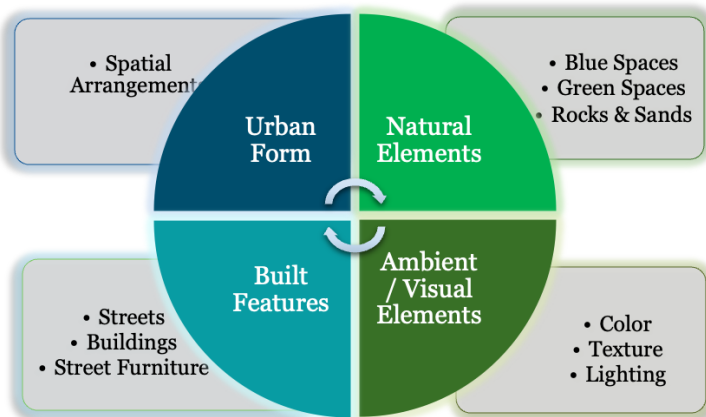 • Spatial
Arrangements
Urban
Form
Natural
Elements
• Blue Spaces
• Green Spaces
• Rocks & Sands
Built
Features
• Streets
• Buildings
• Street Furniture
Ambient
/ Visual
Elements
• Color
• Texture
• Lighting